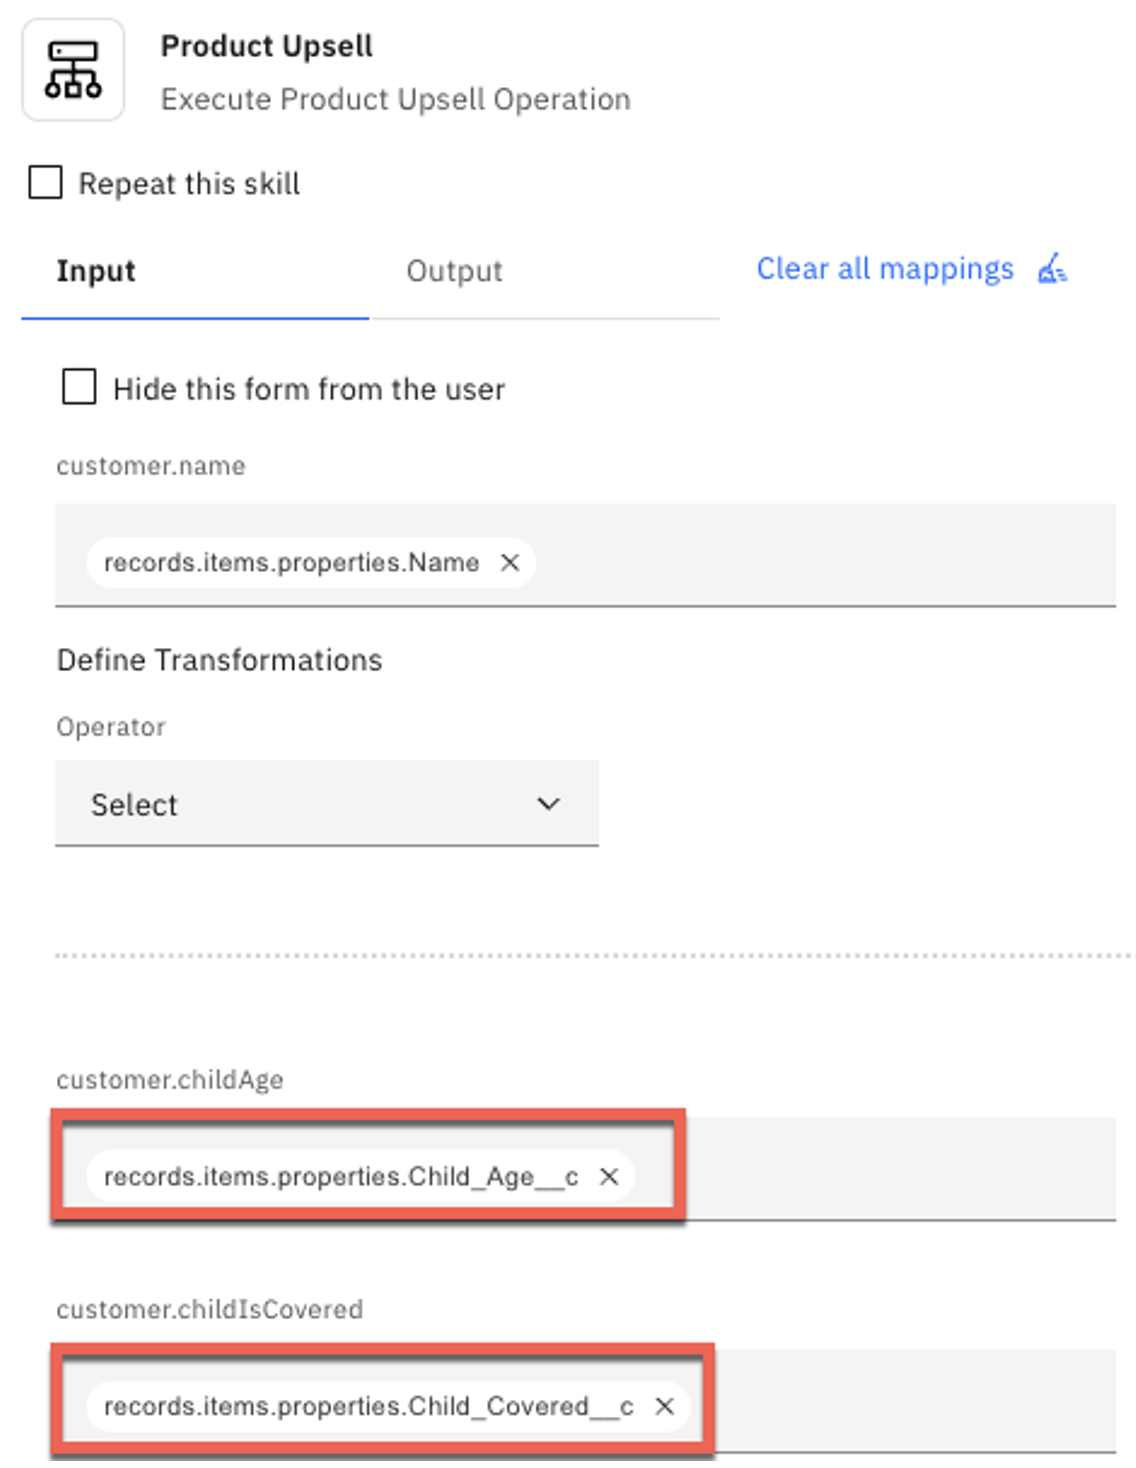 Product Upsell
Execute Product Upsell Operation
Repeat this skill
Input
Output
Clear all mappings
Hide this form from the user
customer.name
records.items.properties.Name
Define Transformations
Operator
Select
customer.childAge
records.items.properties.Child_Age__c
customer.childIsCovered
records.items.properties.Child_Covered__c